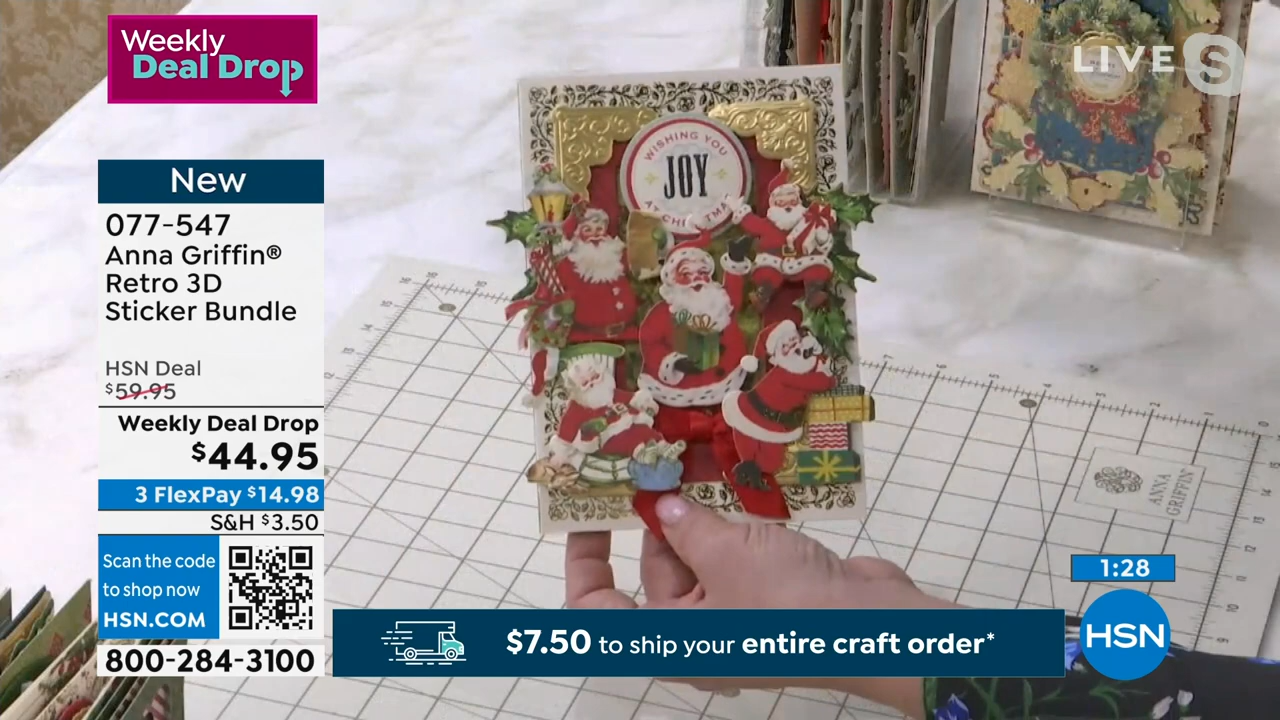 Weekly
Deal Drop
LIVE S
New
077-547
Anna Griffin®
Retro 3D
Sticker Bundle
HSN Deal
$59.95
Weekly Deal Drop
$44.95
3 FlexPay $14.98
S&H $3.50
Scan the code
to shop now
HSN.COM
800-284-3100
WISHING YOU
JOY
AT CHRISTMAS
ANNA
GRIFFIN
1:28
HSN
$7.50 to ship your entire craft order*